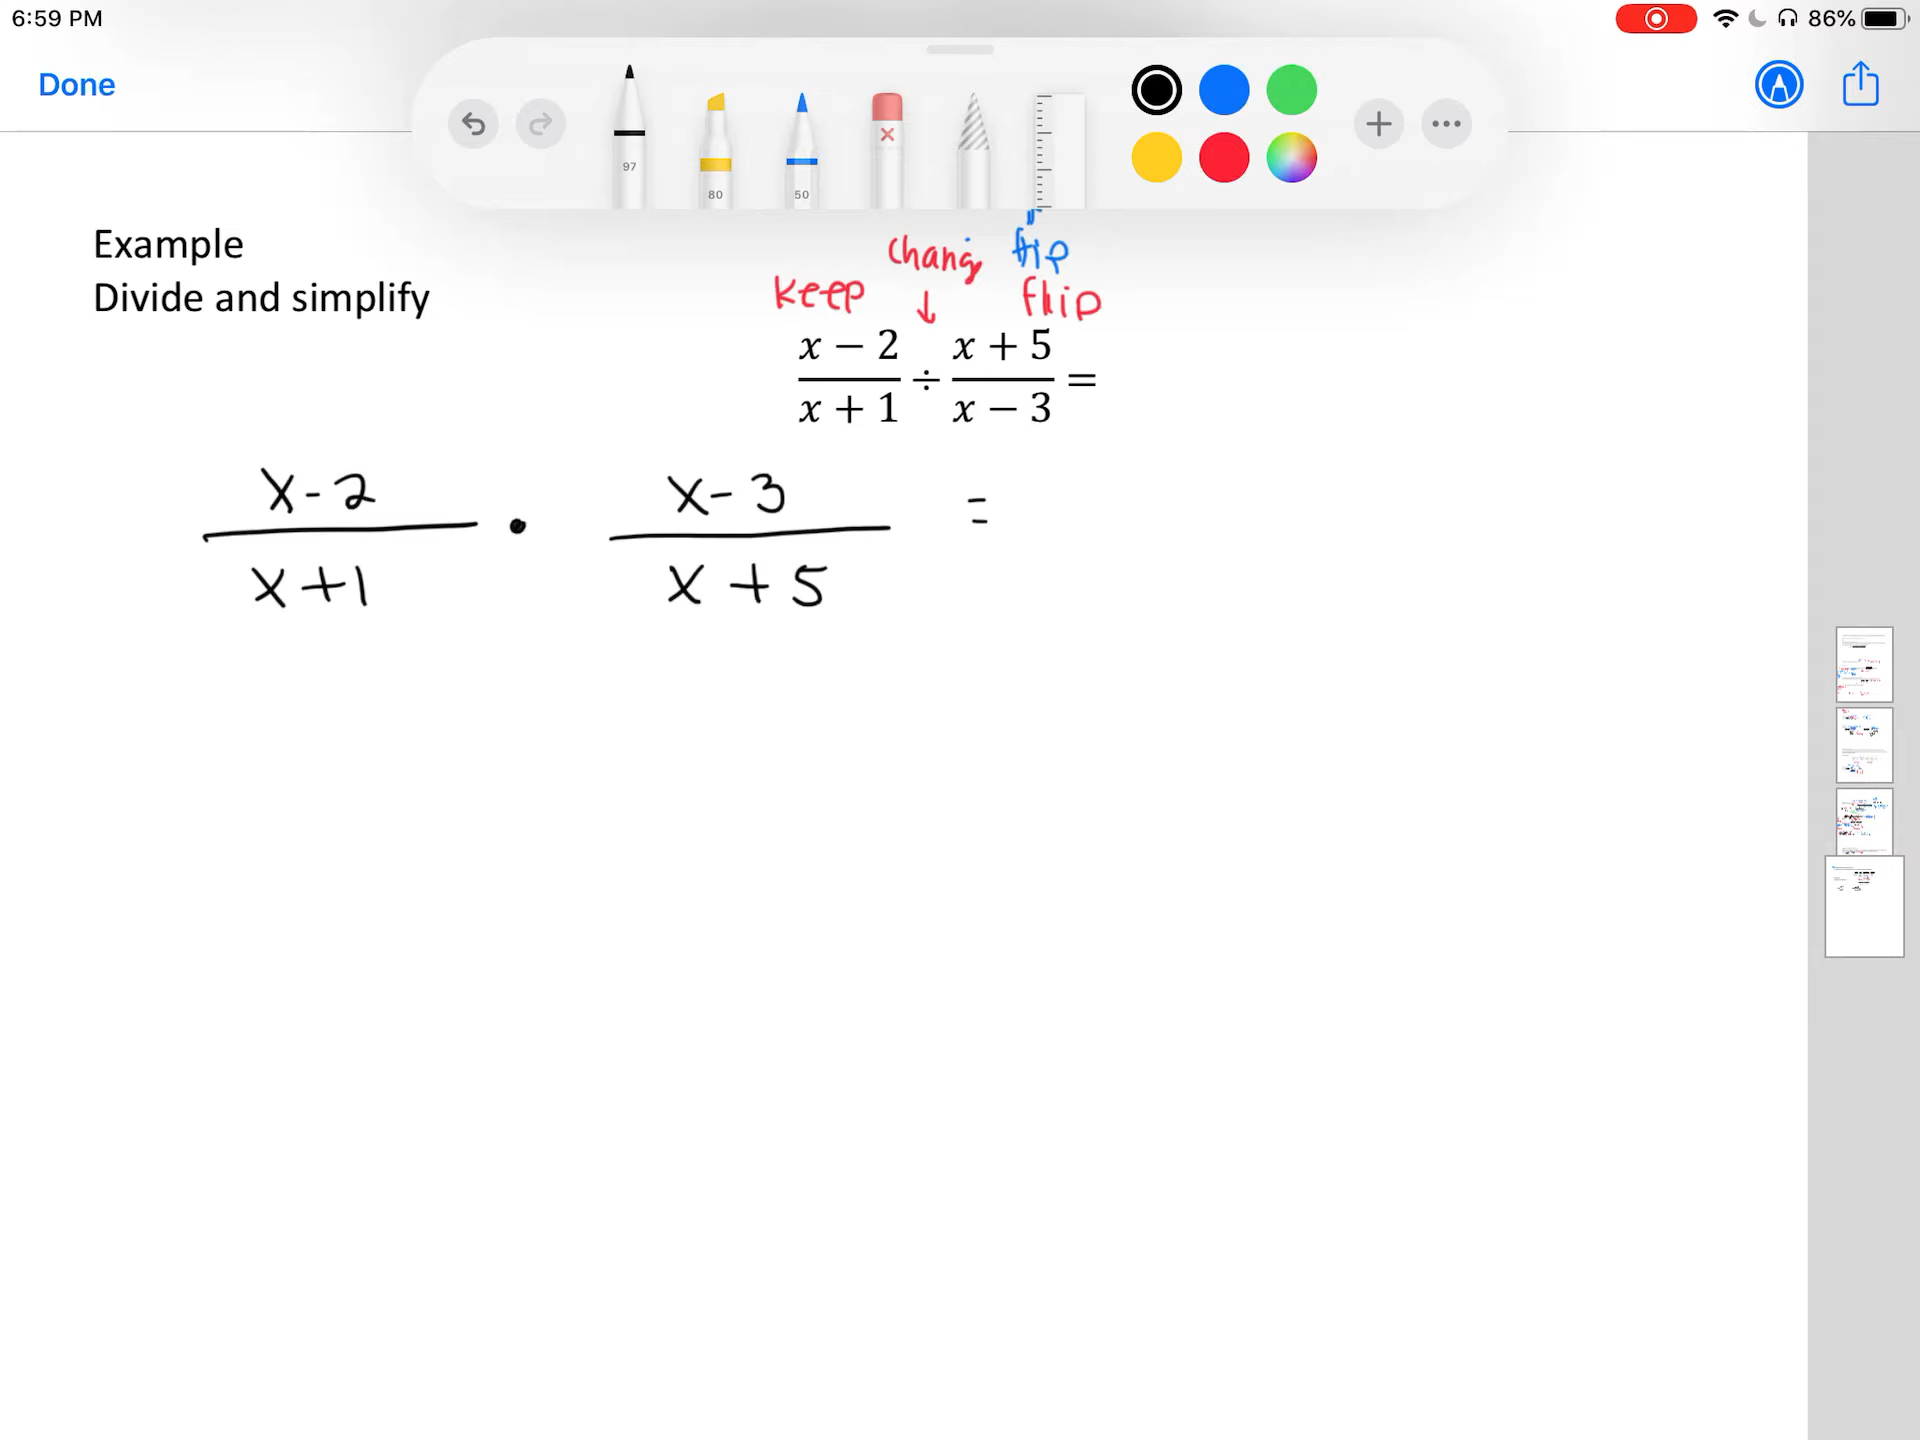 6:59 PM
86%
Done
97
80
50
Example
Chang
flip
Divide and simplify
keep
↓
flip
x − 2 / x + 1 ÷ x + 5 / x − 3 =
x - 2 / x + 1 • x - 3 / x + 5 =